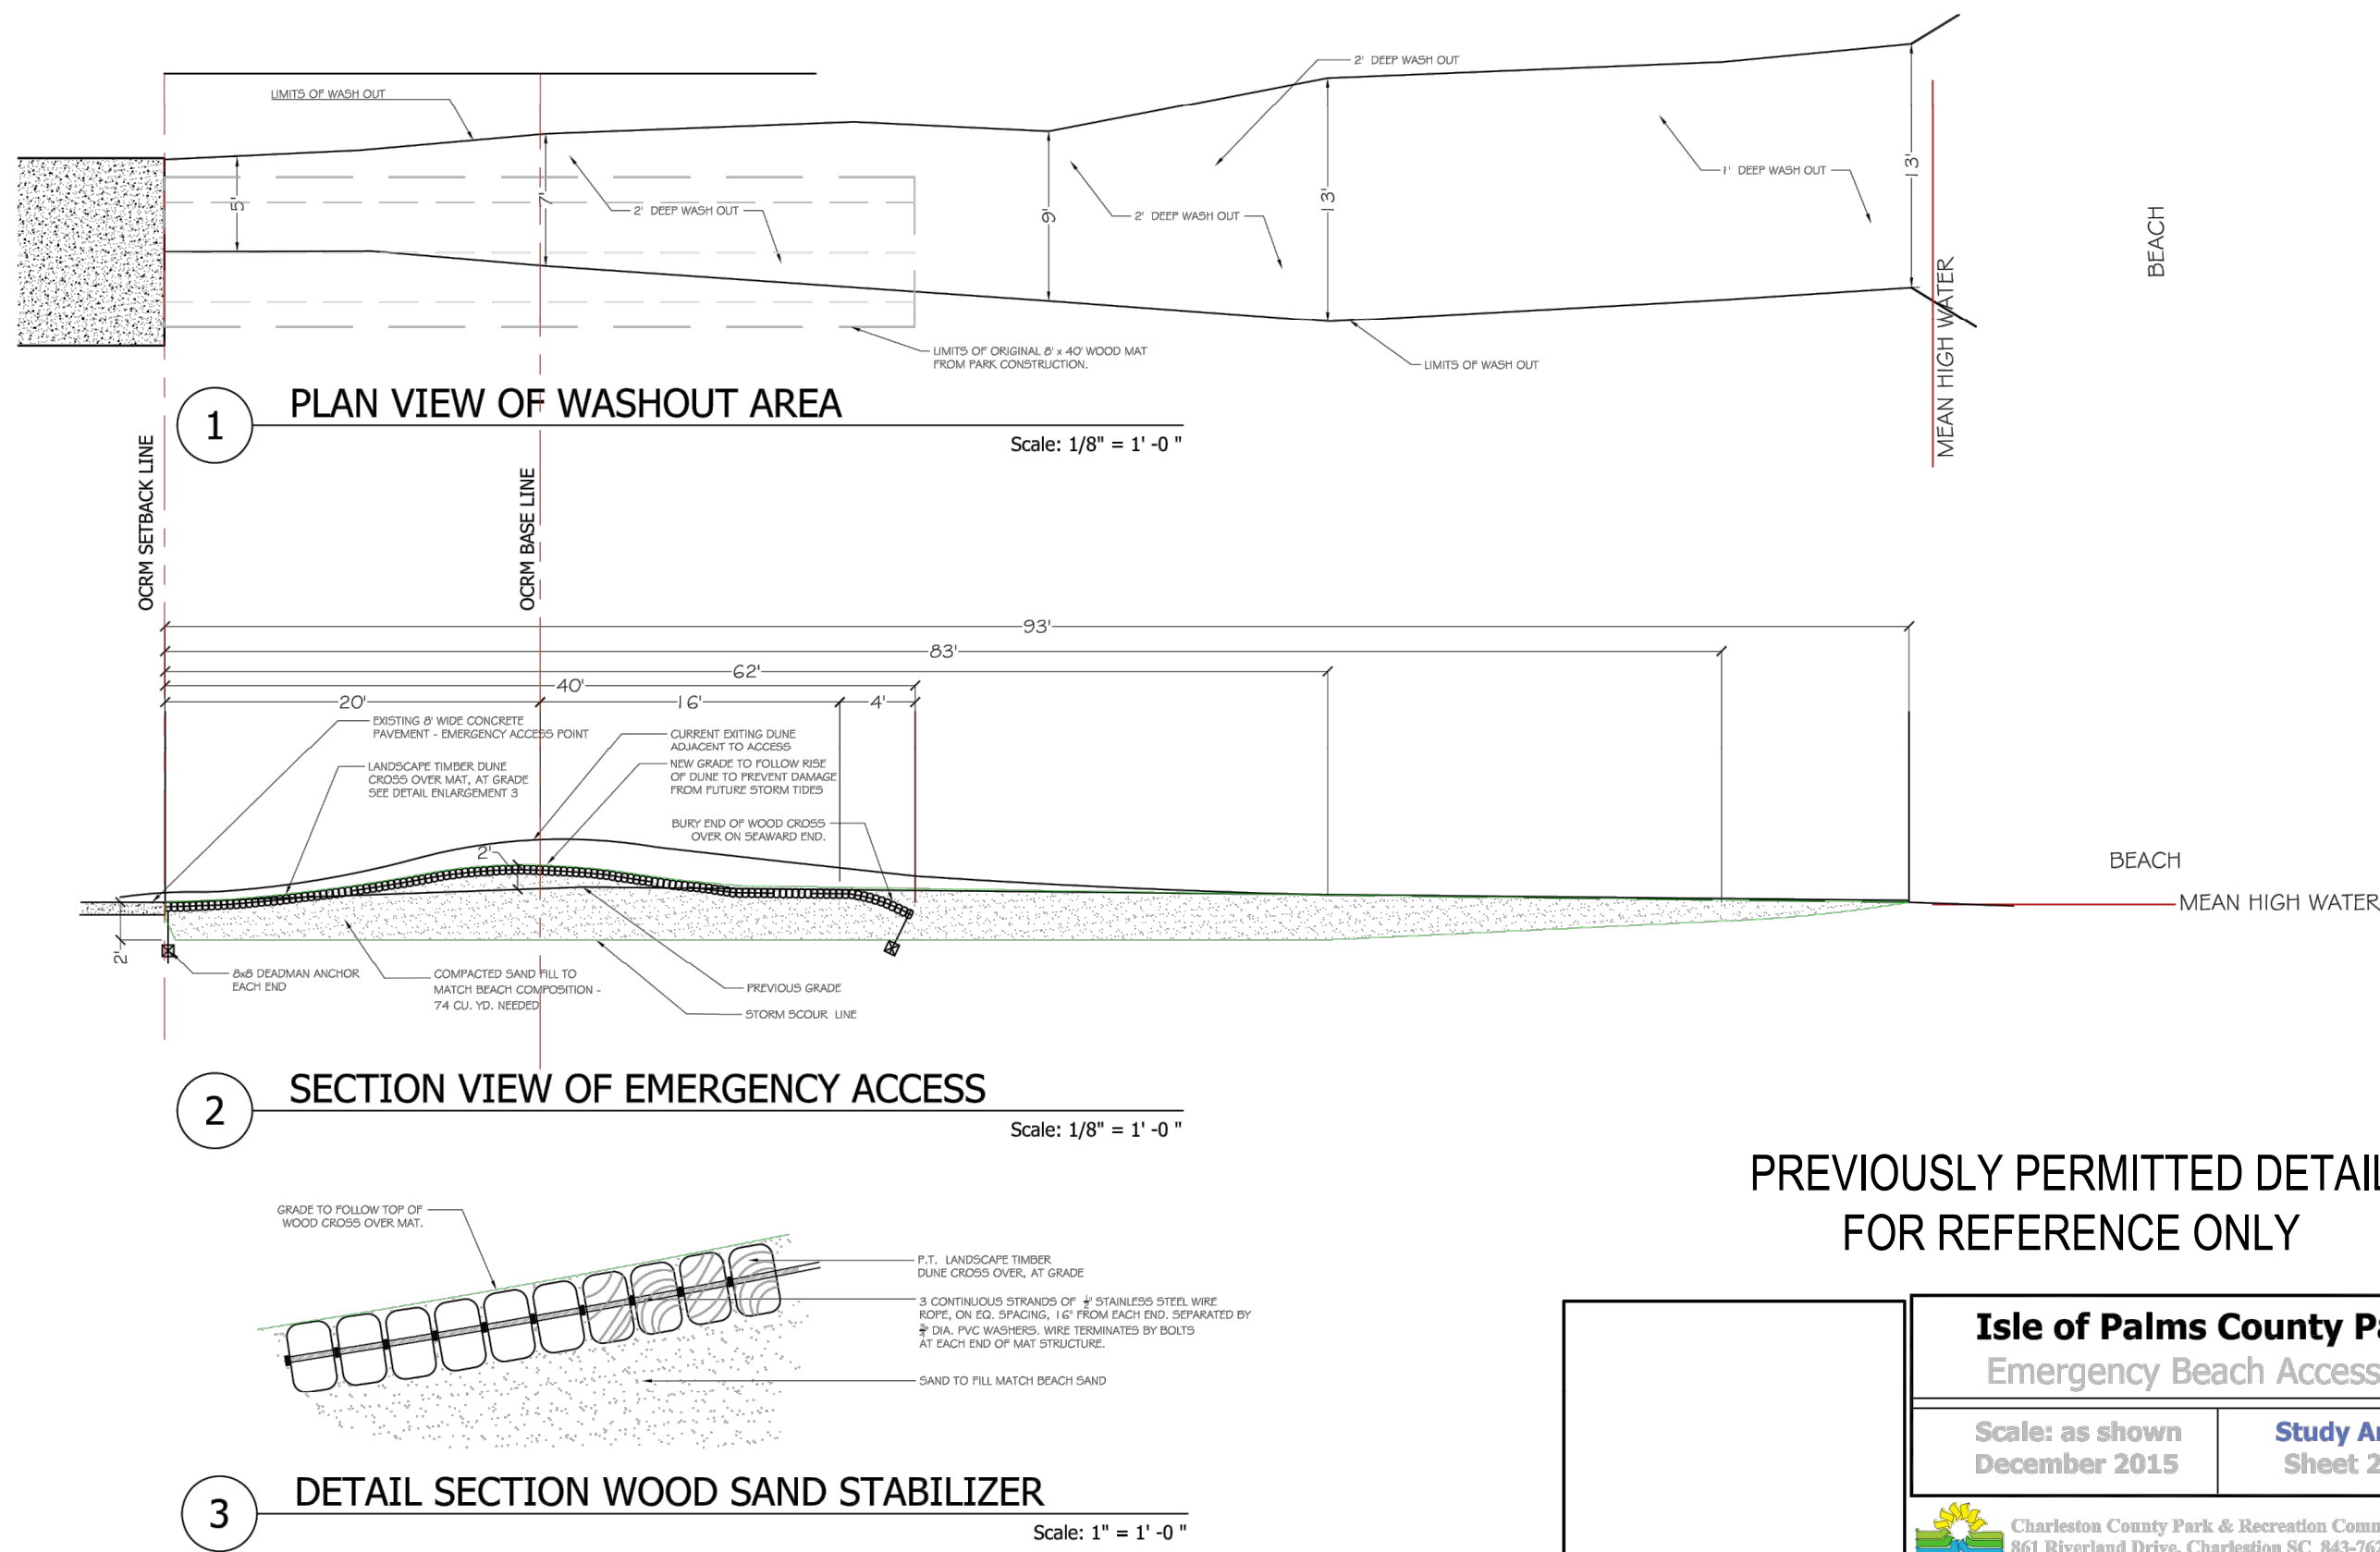 2' DEEP WASH OUT
LIMITS OF WASH OUT
5'
7'
2' DEEP WASH OUT
9'
2' DEEP WASH OUT
13'
1' DEEP WASH OUT
13'
BEACH
MEAN HIGH WATER
LIMITS OF ORIGINAL 8' x 40' WOOD MAT
FROM PARK CONSTRUCTION.
LIMITS OF WASH OUT
1
PLAN VIEW OF WASHOUT AREA
Scale: 1/8" = 1' -0 "
OCRM SETBACK LINE
OCRM BASE LINE
93'
83'
62'
40'
20'
16'
4'
EXISTING 8' WIDE CONCRETE
PAVEMENT - EMERGENCY ACCESS POINT
LANDSCAPE TIMBER DUNE
CROSS OVER MAT, AT GRADE
SEE DETAIL ENLARGEMENT 3
CURRENT EXITING DUNE
ADJACENT TO ACCESS
NEW GRADE TO FOLLOW RISE
OF DUNE TO PREVENT DAMAGE
FROM FUTURE STORM TIDES
BURY END OF WOOD CROSS
OVER ON SEAWARD END.
2'
BEACH
MEAN HIGH WATER
2'
8x8 DEADMAN ANCHOR
EACH END
COMPACTED SAND FILL TO
MATCH BEACH COMPOSITION -
74 CU. YD. NEEDED
PREVIOUS GRADE
STORM SCOUR LINE
2
SECTION VIEW OF EMERGENCY ACCESS
Scale: 1/8" = 1' -0 "
GRADE TO FOLLOW TOP OF
WOOD CROSS OVER MAT.
P.T. LANDSCAPE TIMBER
DUNE CROSS OVER, AT GRADE
3 CONTINUOUS STRANDS OF STAINLESS STEEL WIRE
ROPE, ON EQ. SPACING, 16" FROM EACH END. SEPARATED BY
DIA. PVC WASHERS. WIRE TERMINATES BY BOLTS
AT EACH END OF MAT STRUCTURE.
SAND TO FILL MATCH BEACH SAND
3
DETAIL SECTION WOOD SAND STABILIZER
Scale: 1" = 1' -0 "
PREVIOUSLY PERMITTED DETAIL
FOR REFERENCE ONLY
Isle of Palms County Pa
Emergency Beach Access
Scale: as shown
December 2015
Study Ar
Sheet 2
Charleston County Park & Recreation Comm
861 Riverland Drive, Charlestion SC 843-76